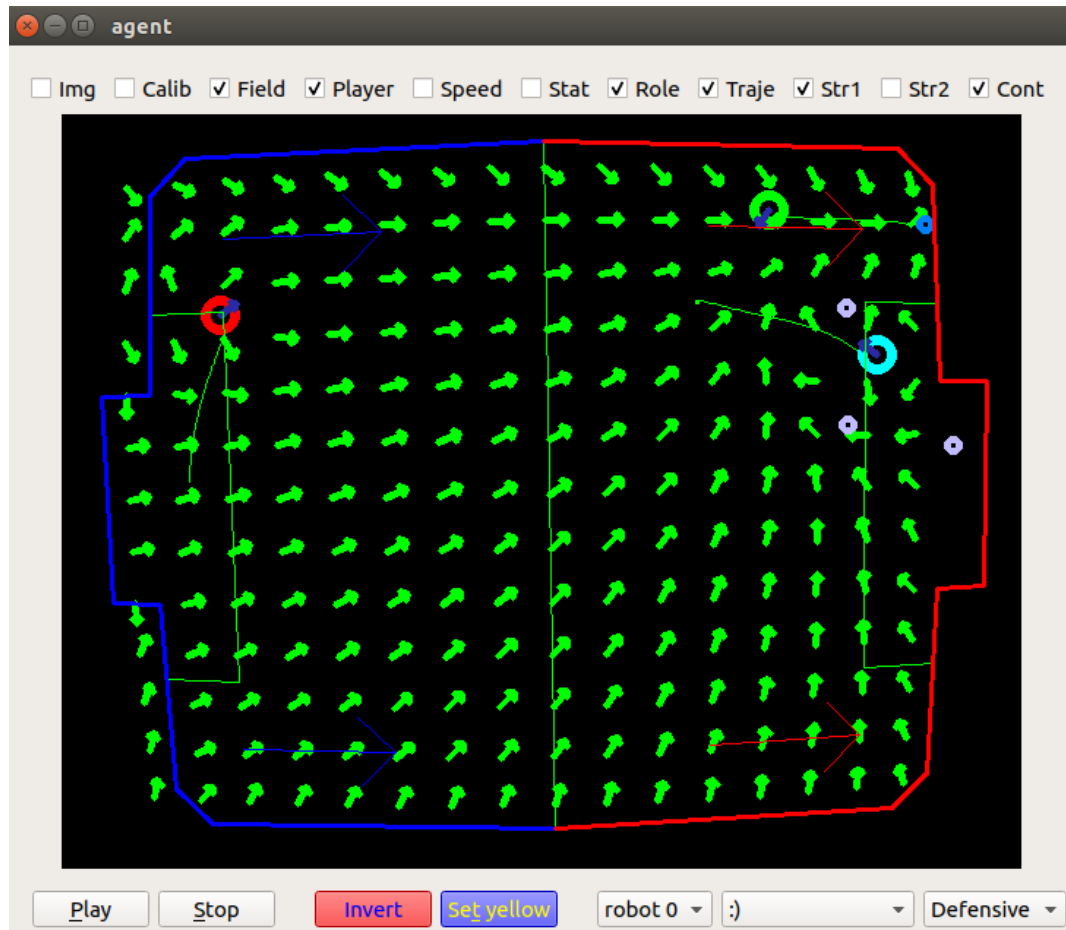 agent
Img Calib Field Player Speed Stat Role Traje Str1 Str2 Cont
Play Stop Invert Set yellow robot 0 :) Defensive